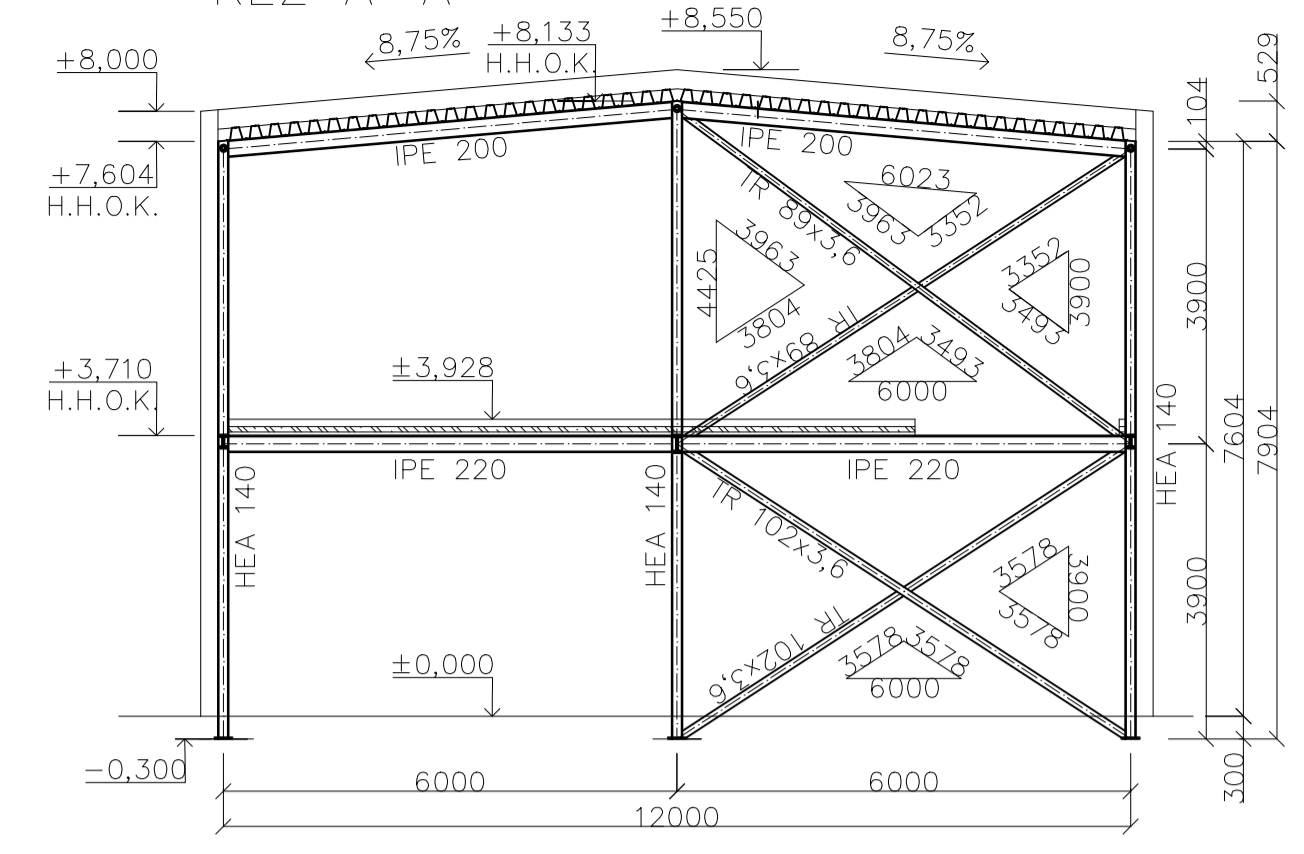 +8,550
8,75%
+8,133
H.H.O.K.
8,75%
+8,000
529
104
IPE 200
IPE 200
+7,604
H.H.O.K.
TR 89x3,6
6023
3963
5352
4425
3963
3804
3352
3900
3493
3900
TR 89x3,6
3804
3493
6000
±3,928
+3,710
H.H.O.K.
HEA 140
7604
7904
IPE 220
IPE 220
HEA 140
HEA 140
TR 102x3,6
3578
3900
3578
3900
TR 102x3,6
3578
3578
6000
±0,000
-0,300
300
6000
6000
12000